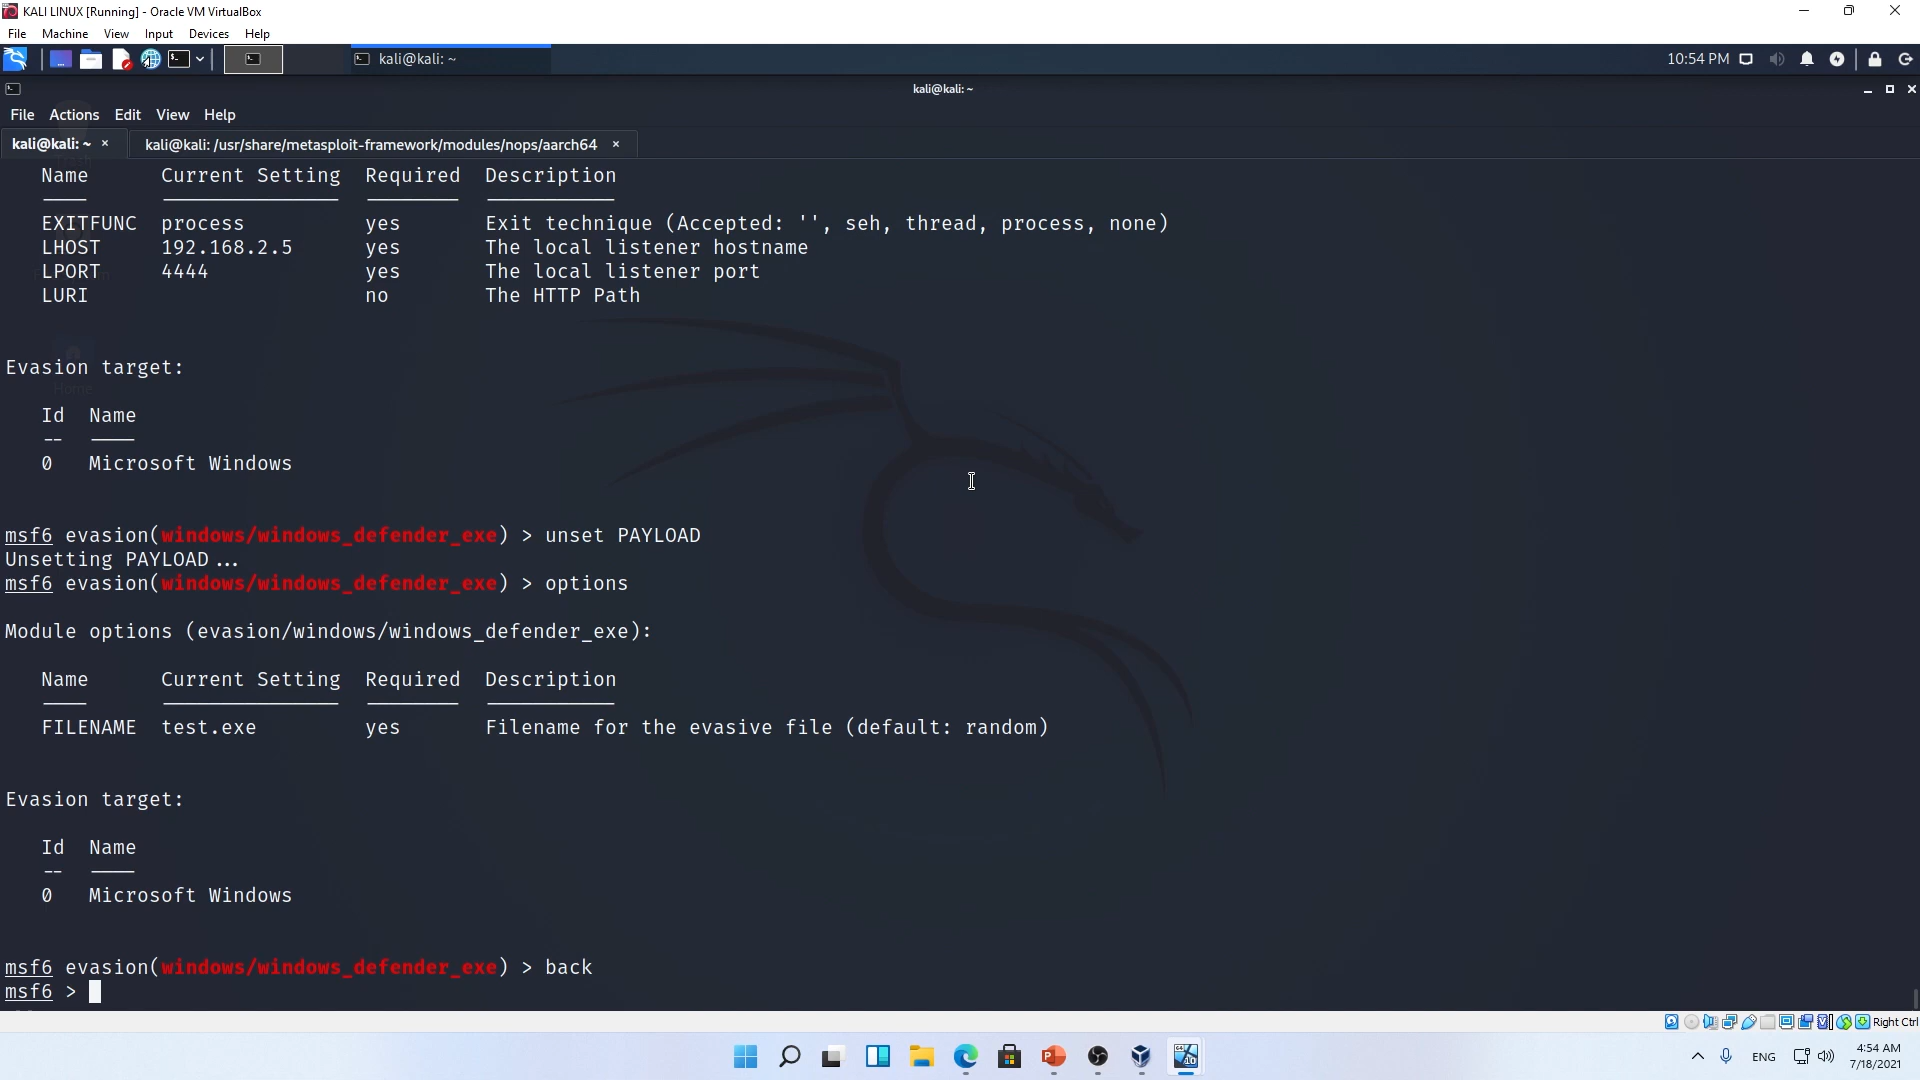 KALI LINUX [Running] - Oracle VM VirtualBox
File Machine View Input Devices Help
kali@kali: ~
10:54 PM
kali@kali: ~
File Actions Edit View Help
kali@kali: ~ × kali@kali: /usr/share/metasploit-framework/modules/nops/aarch64 ×
Name Current Setting Required Description
EXITFUNC process yes Exit technique (Accepted: '', seh, thread, process, none)
LHOST 192.168.2.5 yes The local listener hostname
LPORT 4444 yes The local listener port
LURI no The HTTP Path
Evasion target:
Id Name
-- ----
0 Microsoft Windows
msf6 evasion(windows/windows_defender_exe) > unset PAYLOAD
Unsetting PAYLOAD...
msf6 evasion(windows/windows_defender_exe) > options
Module options (evasion/windows/windows_defender_exe):
Name Current Setting Required Description
FILENAME test.exe yes Filename for the evasive file (default: random)
Evasion target:
Id Name
-- ----
0 Microsoft Windows
msf6 evasion(windows/windows_defender_exe) > back
msf6 >
Right Ctrl
ENG
4:54 AM
7/18/2021